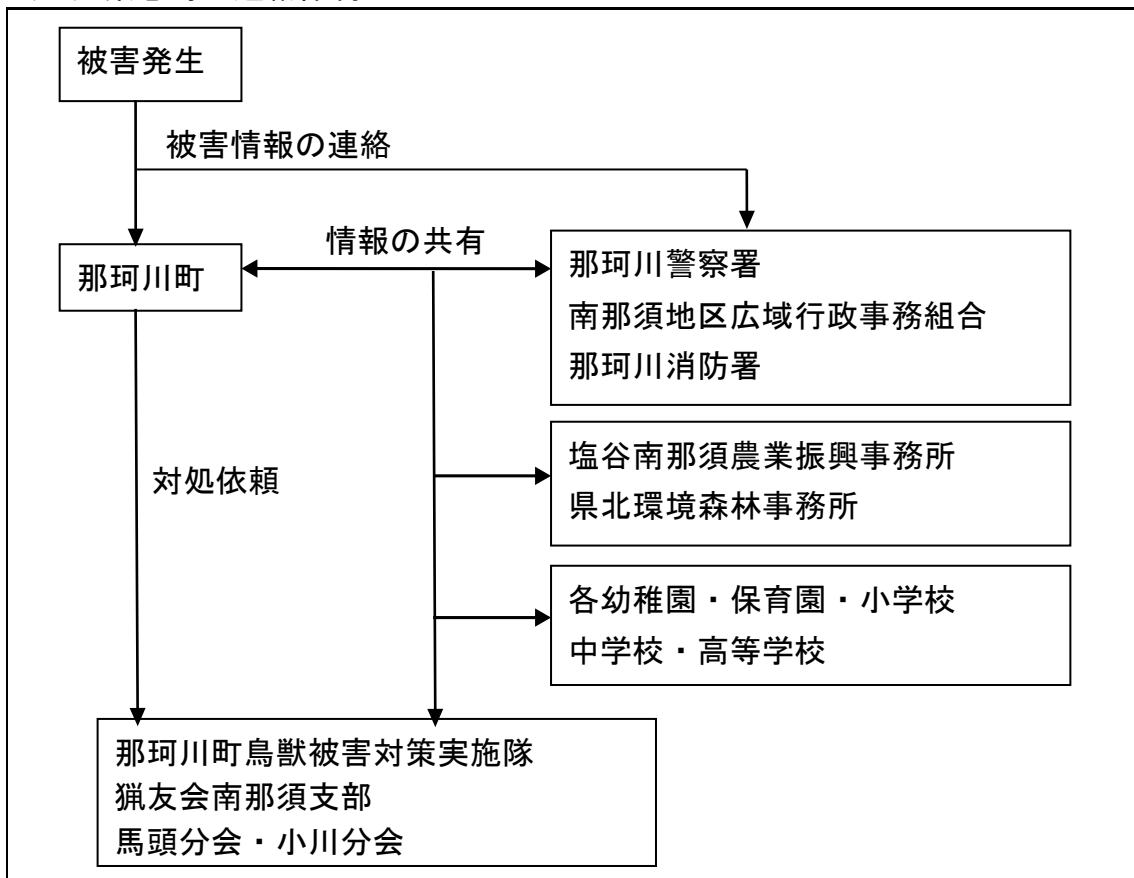 被害発生
被害情報の連絡
情報の共有
那珂川町
那珂川警察署
南那須地区広域行政事務組合
那珂川消防署
塩谷南那須農業振興事務所
県北環境森林事務所
対処依頼
各幼稚園・保育園・小学校
中学校・高等学校
那珂川町鳥獣被害対策実施隊
猟友会南那須支部
馬頭分会・小川分会